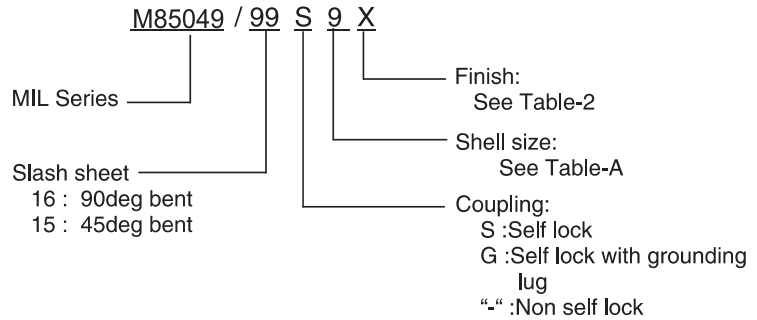 M85049 / 99 S 9 X
MIL Series
Slash sheet
16 : 90deg bent
15 : 45deg bent
Finish:
See Table-2
Shell size:
See Table-A
Coupling:
S :Self lock
G :Self lock with grounding
lug
“-“ :Non self lock